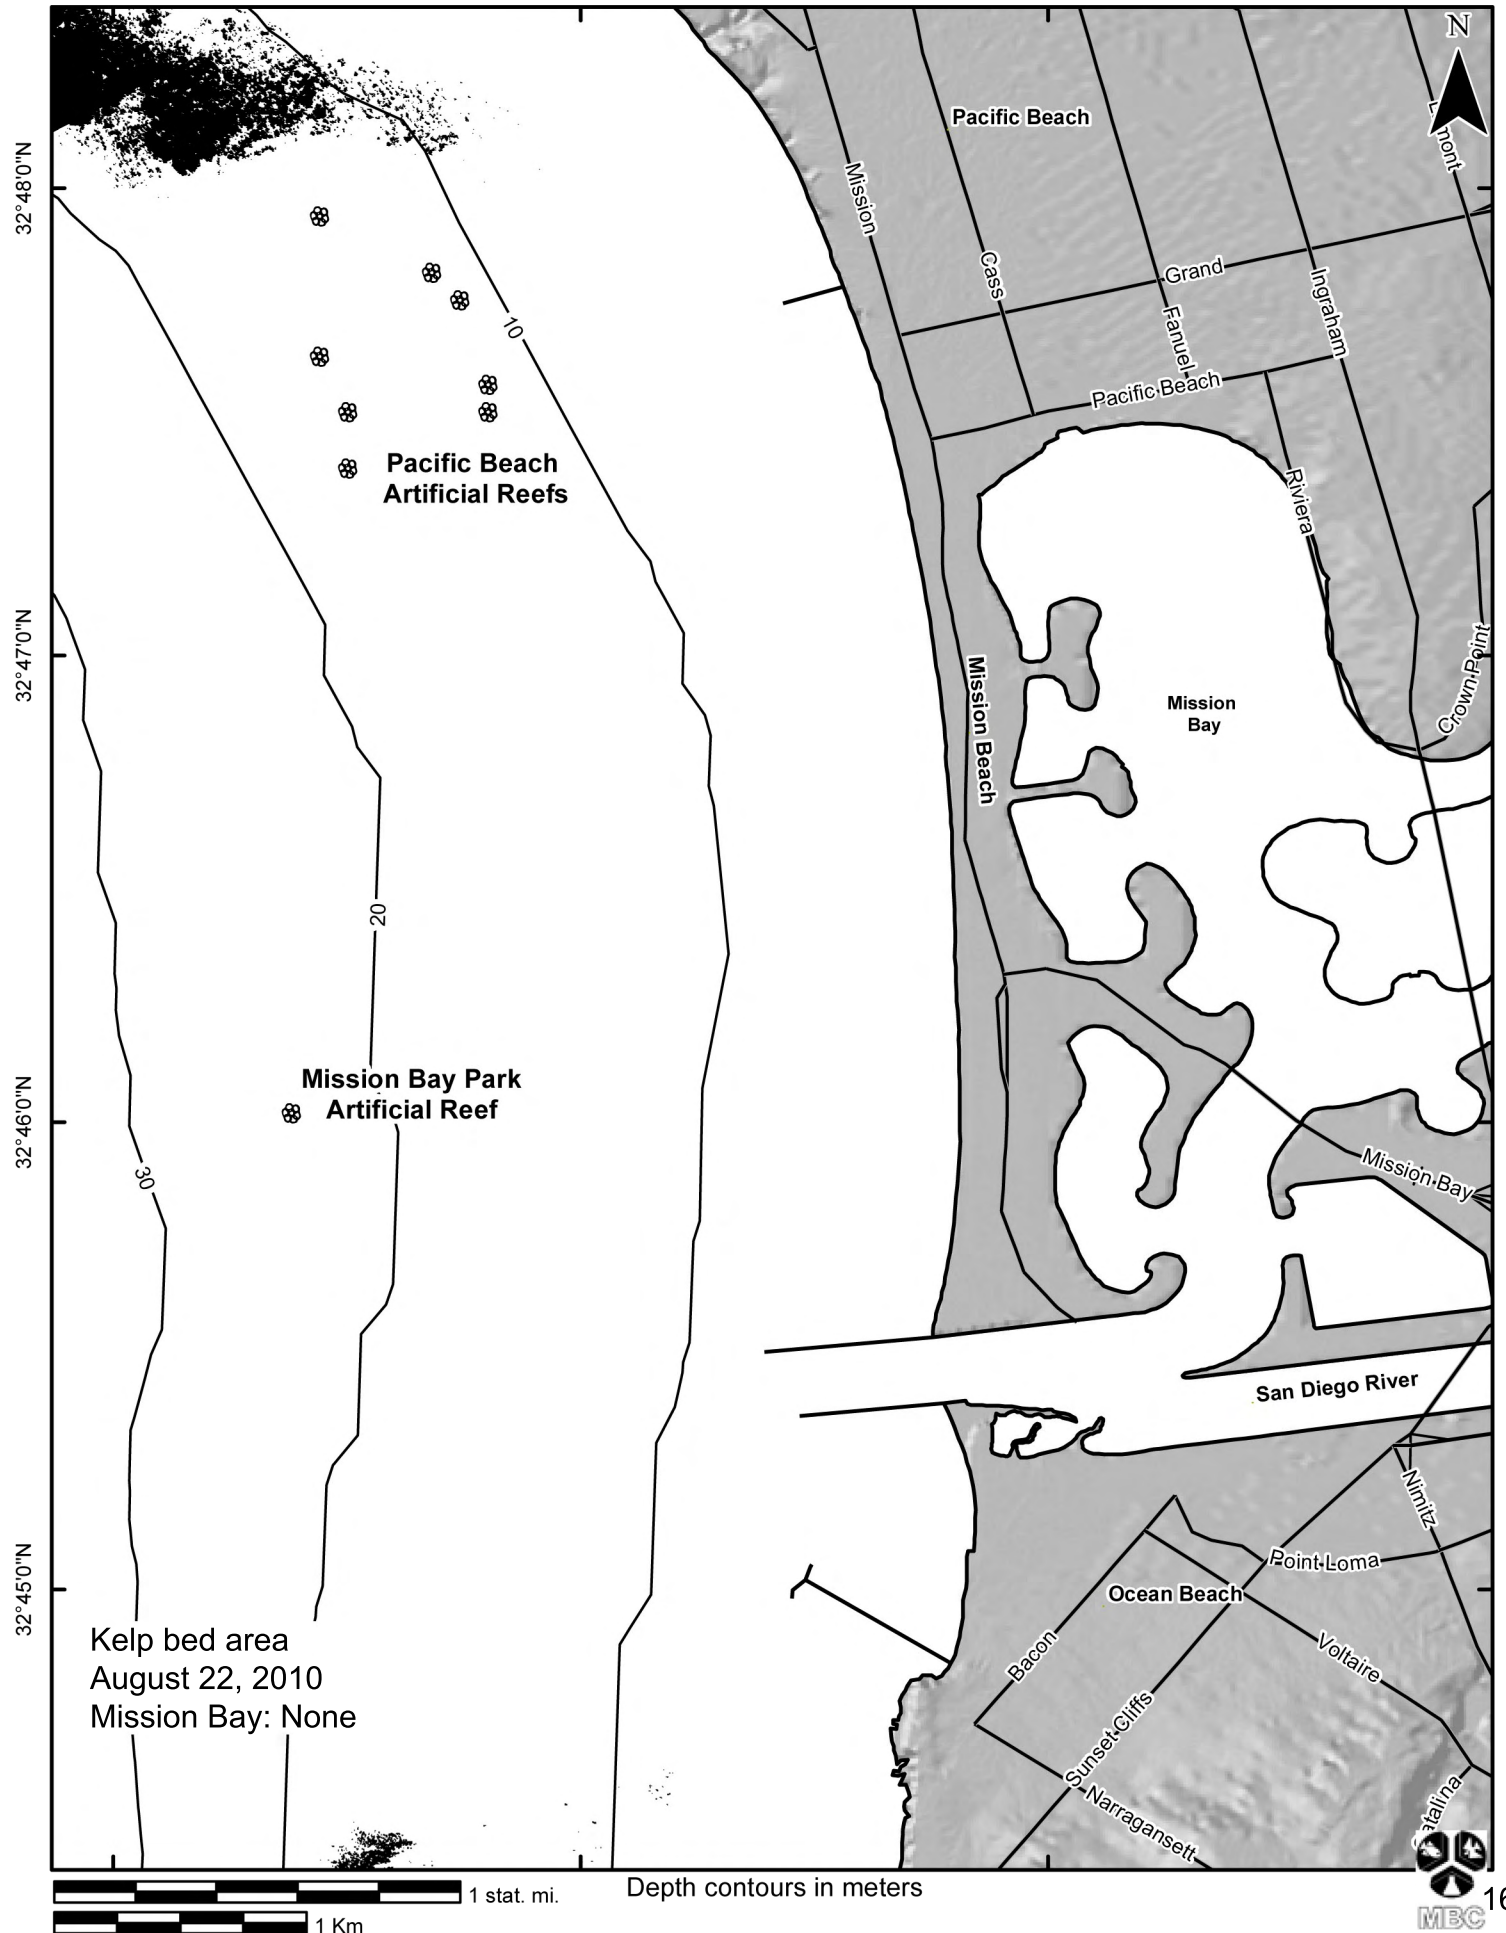 N
Pacific Beach
32°48'0"N
Mission
Cass
Grand
Fanuel
Ingraham
10
Pacific Beach
Pacific Beach
Artificial Reefs
Riviera
32°47'0"N
Mission Beach
Mission
Bay
Crown Point
20
Mission Bay Park
Artificial Reef
32°46'0"N
30
Mission Bay
San Diego River
Nimitz
Point Loma
32°45'0"N
Ocean Beach
Kelp bed area
August 22, 2010
Mission Bay: None
Bacon
Voltaire
Sunset Cliffs
Narragansett
1 stat. mi.
Depth contours in meters
1 Km
MBC
16